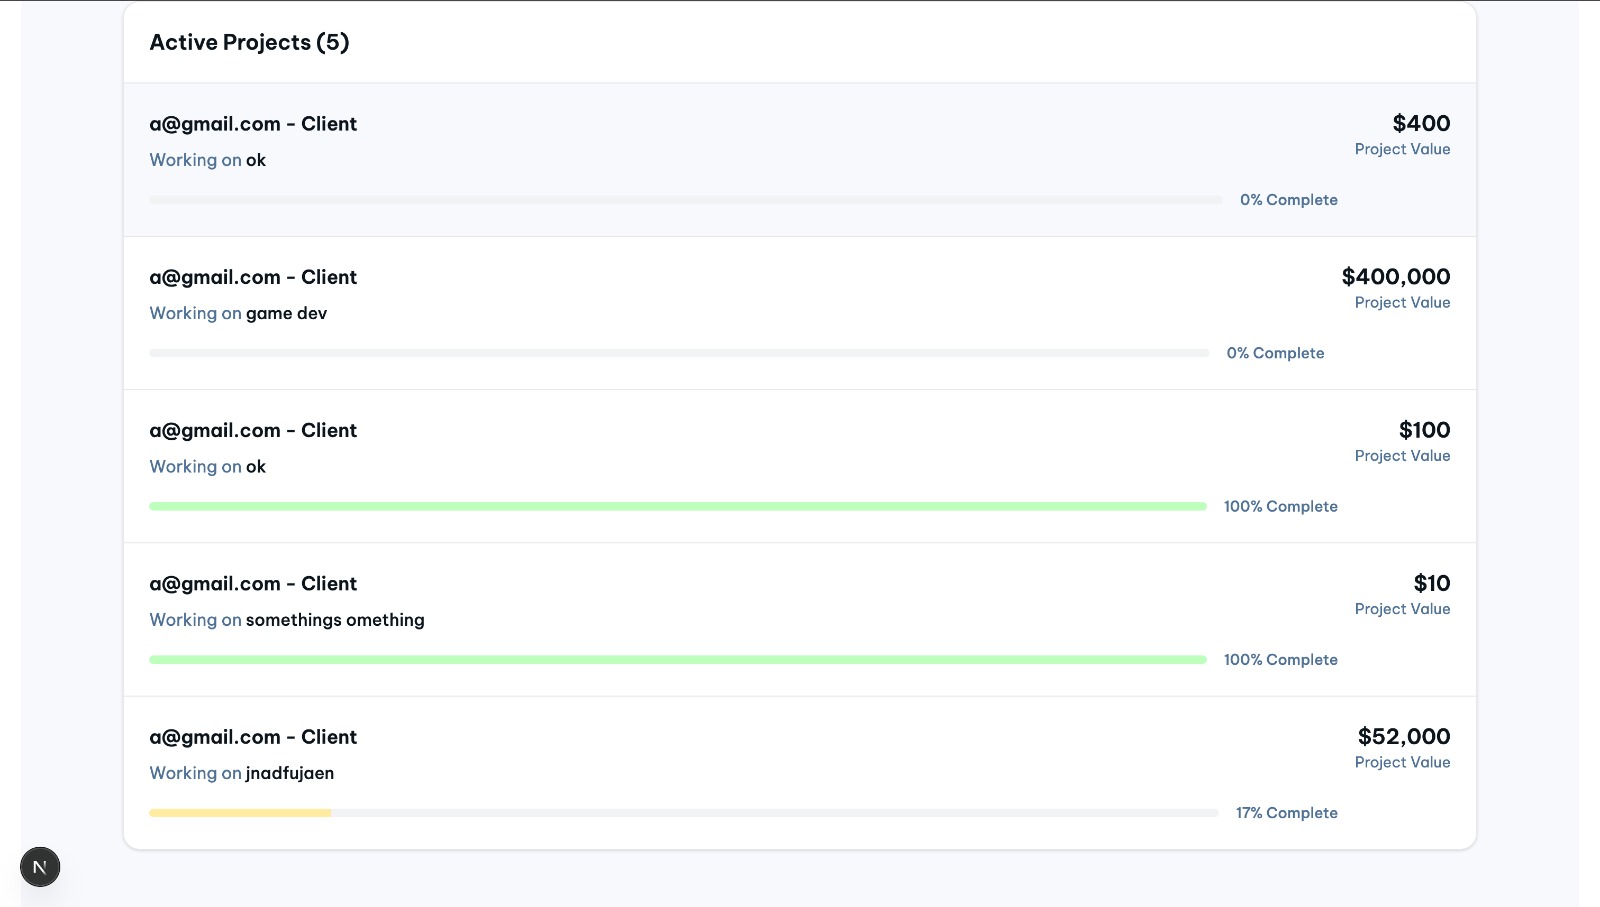 Active Projects (5)
a@gmail.com - Client
$400
Working on ok
Project Value
0% Complete
a@gmail.com - Client
$400,000
Working on game dev
Project Value
0% Complete
a@gmail.com - Client
$100
Working on ok
Project Value
100% Complete
a@gmail.com - Client
$10
Working on somethings omething
Project Value
100% Complete
a@gmail.com - Client
$52,000
Working on jnadfujaen
Project Value
17% Complete
N